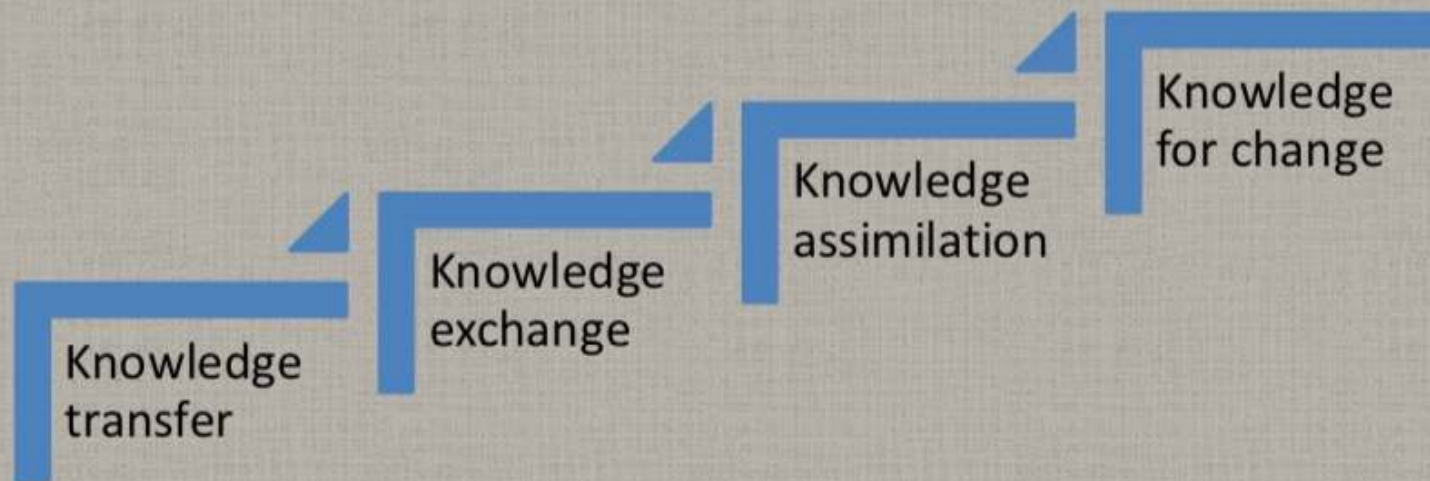 Knowledge
transfer
Knowledge
exchange
Knowledge
assimilation
Knowledge
for change